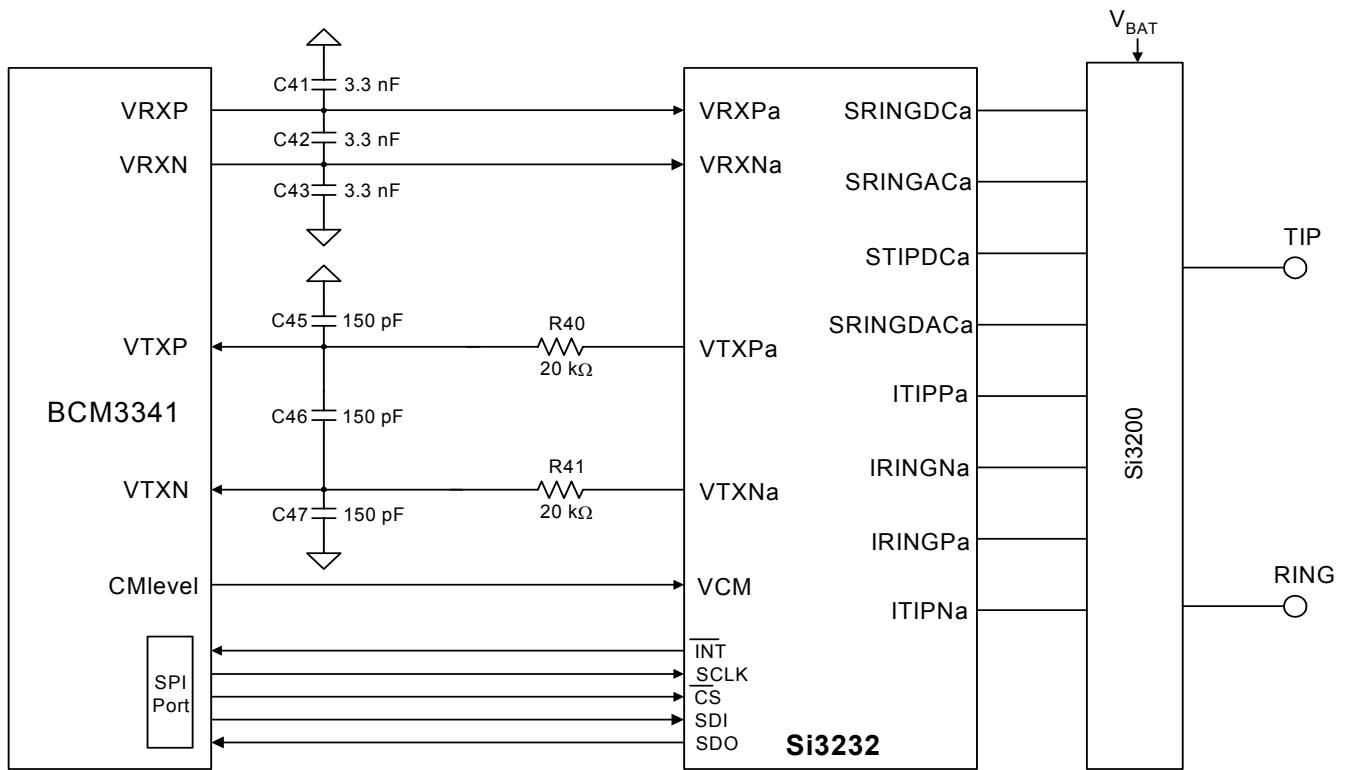 V_BAT
C41 3.3 nF
VRXP
VRXPa
SRINGDCa
C42 3.3 nF
VRXN
VRXNa
SRINGACa
C43 3.3 nF
TIP
STIPDCa
C45 150 pF
R40
SRINGDACa
VTXP
VTXPa
20 kΩ
ITIPPa
BCM3341
C46 150 pF
Si3200
R41
IRINGNa
VTXN
VTXNa
C47 150 pF
20 kΩ
IRINGPa
RING
CMlevel
VCM
ITIPNa
INT
SPI
Port
SCLK
CS
SDI
SDO
Si3232